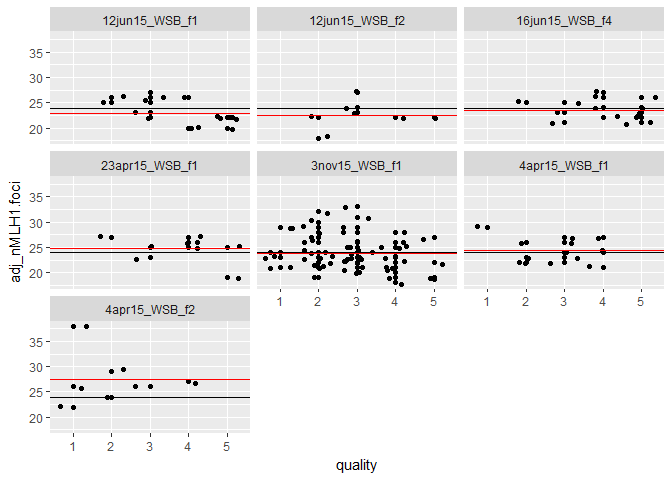 12jun15_WSB_f1 12jun15_WSB_f2 16jun15_WSB_f4
35
30
25
20
23apr15_WSB_f1 3nov15_WSB_f1 4apr15_WSB_f1
35
30
25
20
1 2 3 4 5 1 2 3 4 5
4apr15_WSB_f2
35
30
25
20
1 2 3 4 5
adj_nMLH1.foci
quality